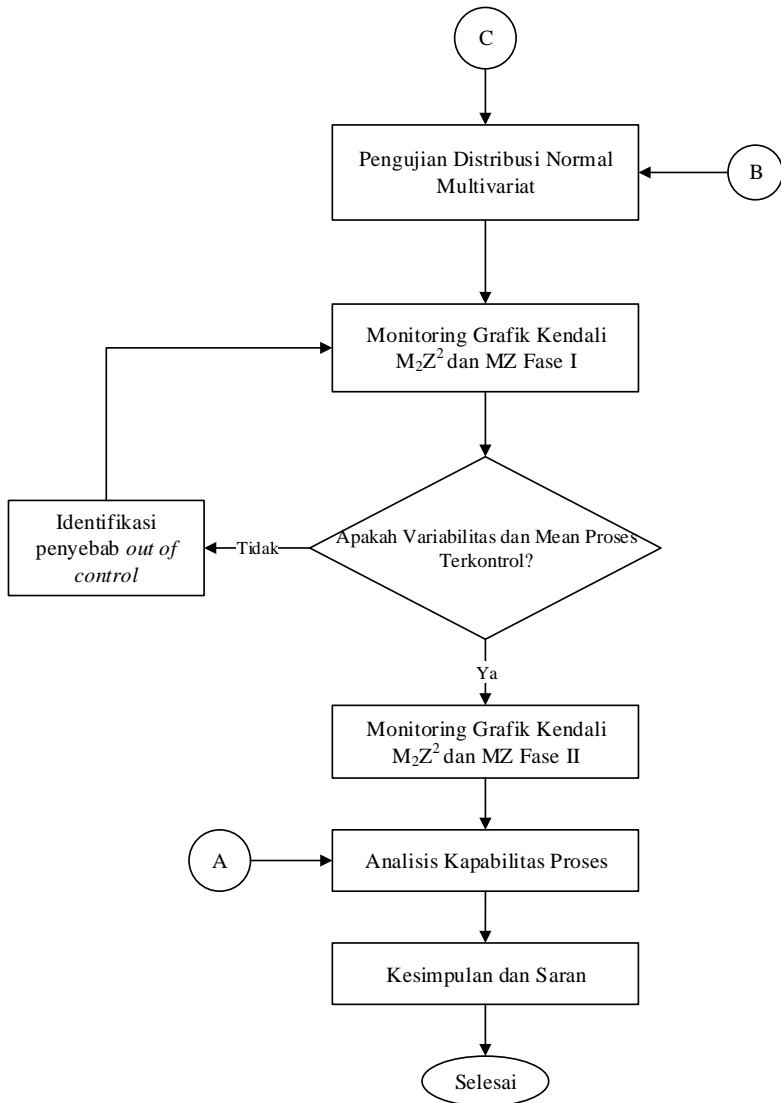 C
Pengujian Distribusi Normal
Multivariat
B
Monitoring Grafik Kendali
M₂Z² dan MZ Fase I
Identifikasi
penyebab out of
control
Tidak
Apakah Variabilitas dan Mean Proses
Terkontrol?
Ya
Monitoring Grafik Kendali
M₂Z² dan MZ Fase II
A
Analisis Kapabilitas Proses
Kesimpulan dan Saran
Selesai